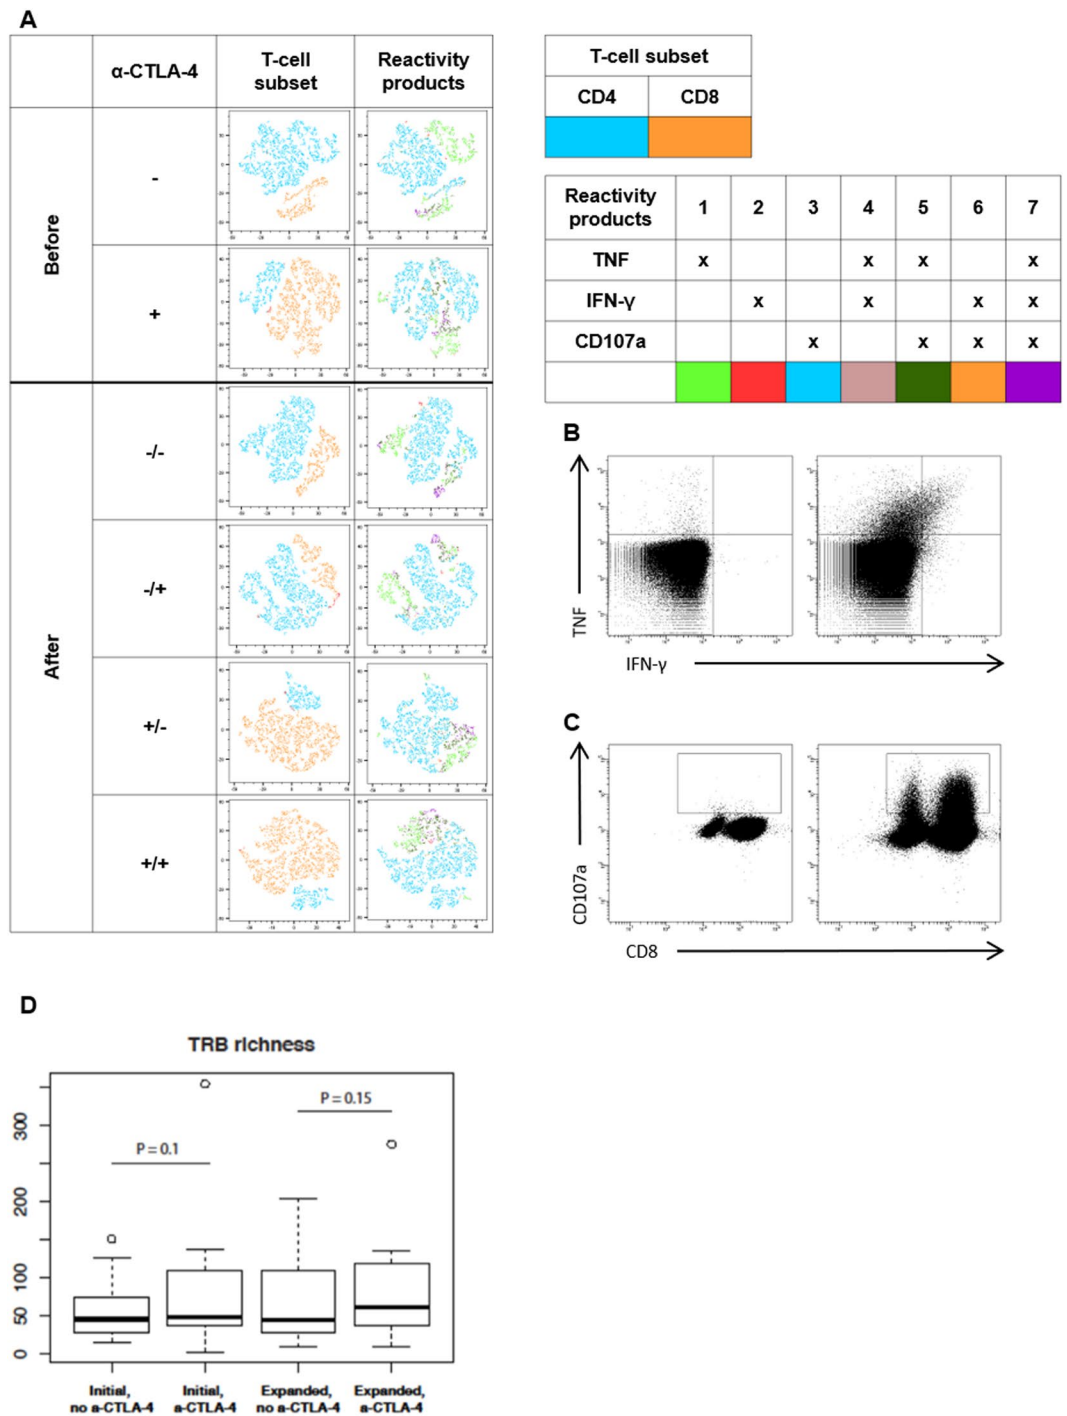 A
α-CTLA-4
T-cell
subset
Reactivity
products
Before
-
+
After
-/-
-/+
+/-
+/+
T-cell subset
CD4 CD8
Reactivity
products
1 2 3 4 5 6 7
TNF x x x x
IFN-γ x x x x
CD107a x x x x
B
TNF
IFN-γ
C
CD107a
CD8
D
TRB richness
P = 0.15
P = 0.1
300
200
100
50
0
Initial,
no a-CTLA-4
Initial,
a-CTLA-4
Expanded,
no a-CTLA-4
Expanded,
a-CTLA-4